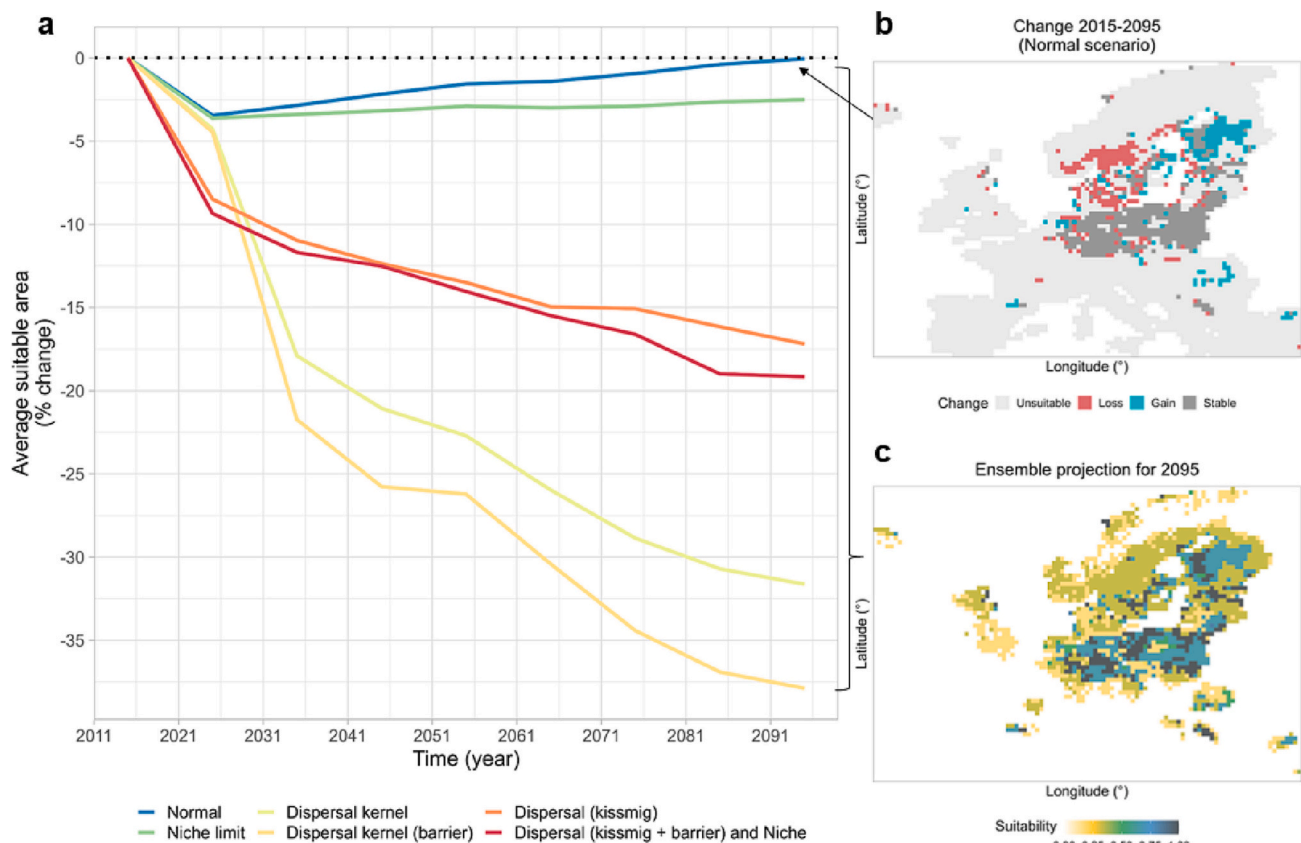 a
Average suitable area
(% change)
0
-5
-10
-15
-20
-25
-30
-35
2011
2021
2031
2041
2051
2061
2071
2081
2091
Time (year)
Normal
Dispersal kernel
Dispersal (kissmig)
Niche limit
Dispersal kernel (barrier)
Dispersal (kissmig + barrier) and Niche
b
Change 2015-2095
(Normal scenario)
Latitude (°)
Longitude (°)
Change
Unsuitable
Loss
Gain
Stable
c
Ensemble projection for 2095
Latitude (°)
Longitude (°)
Suitability